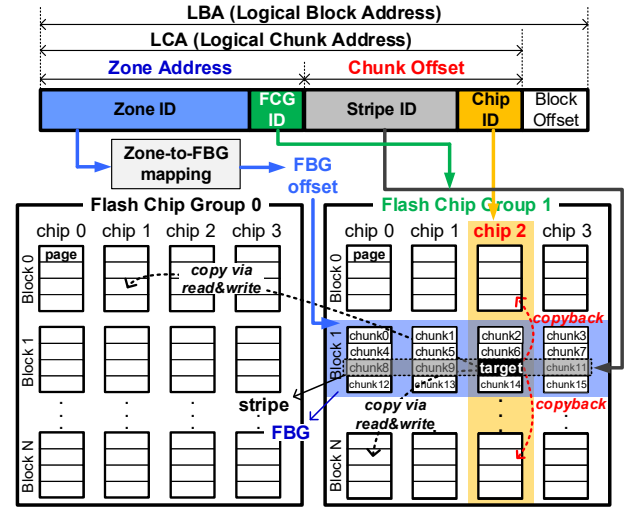 LBA (Logical Block Address)
LCA (Logical Chunk Address)
Zone Address
Chunk Offset
Zone ID
FCG ID
Stripe ID
Chip ID
Block Offset
Zone-to-FBG mapping
FBG offset
Flash Chip Group 0
chip 0 chip 1 chip 2 chip 3
Block 0
page
copy via read&write
Block 1
stripe
FBG
Block N
Flash Chip Group 1
chip 0 chip 1 chip 2 chip 3
Block 0
page
copyback
Block 1
chunk0 chunk1 chunk2 chunk3
chunk4 chunk5 chunk6 chunk7
chunk8 chunk9 target chunk11
chunk12 chunk13 chunk14 chunk15
copy via read&write
copyback
Block N